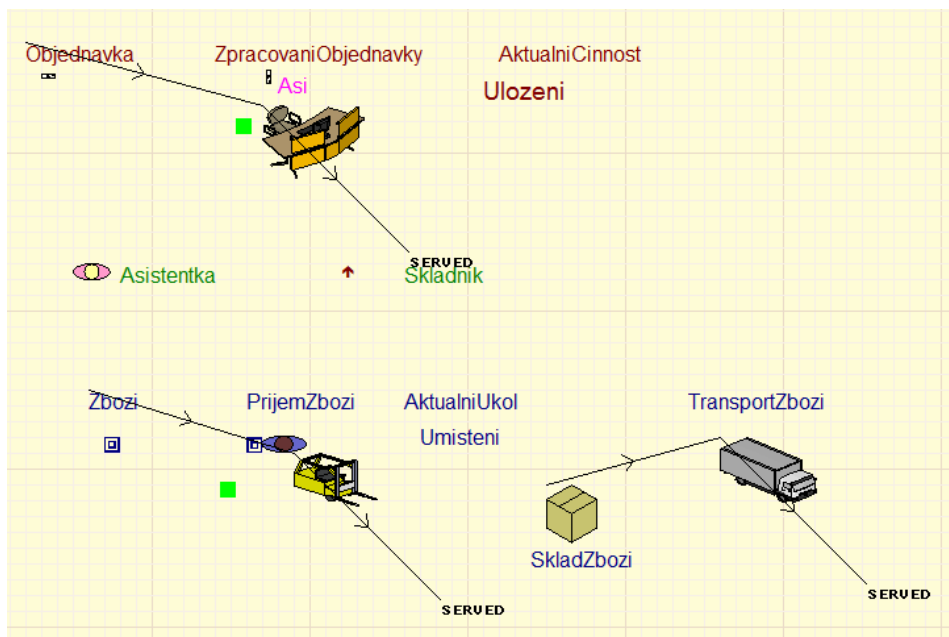 Objednavka
ZpracovaniObjednavky
AktualniCinnost
Asi
Ulozeni
SERVED
Asistentka
Skladnik
Zbozi
PrijemZbozi
AktualniUkol
TransportZbozi
Umisteni
SkladZbozi
SERVED
SERVED